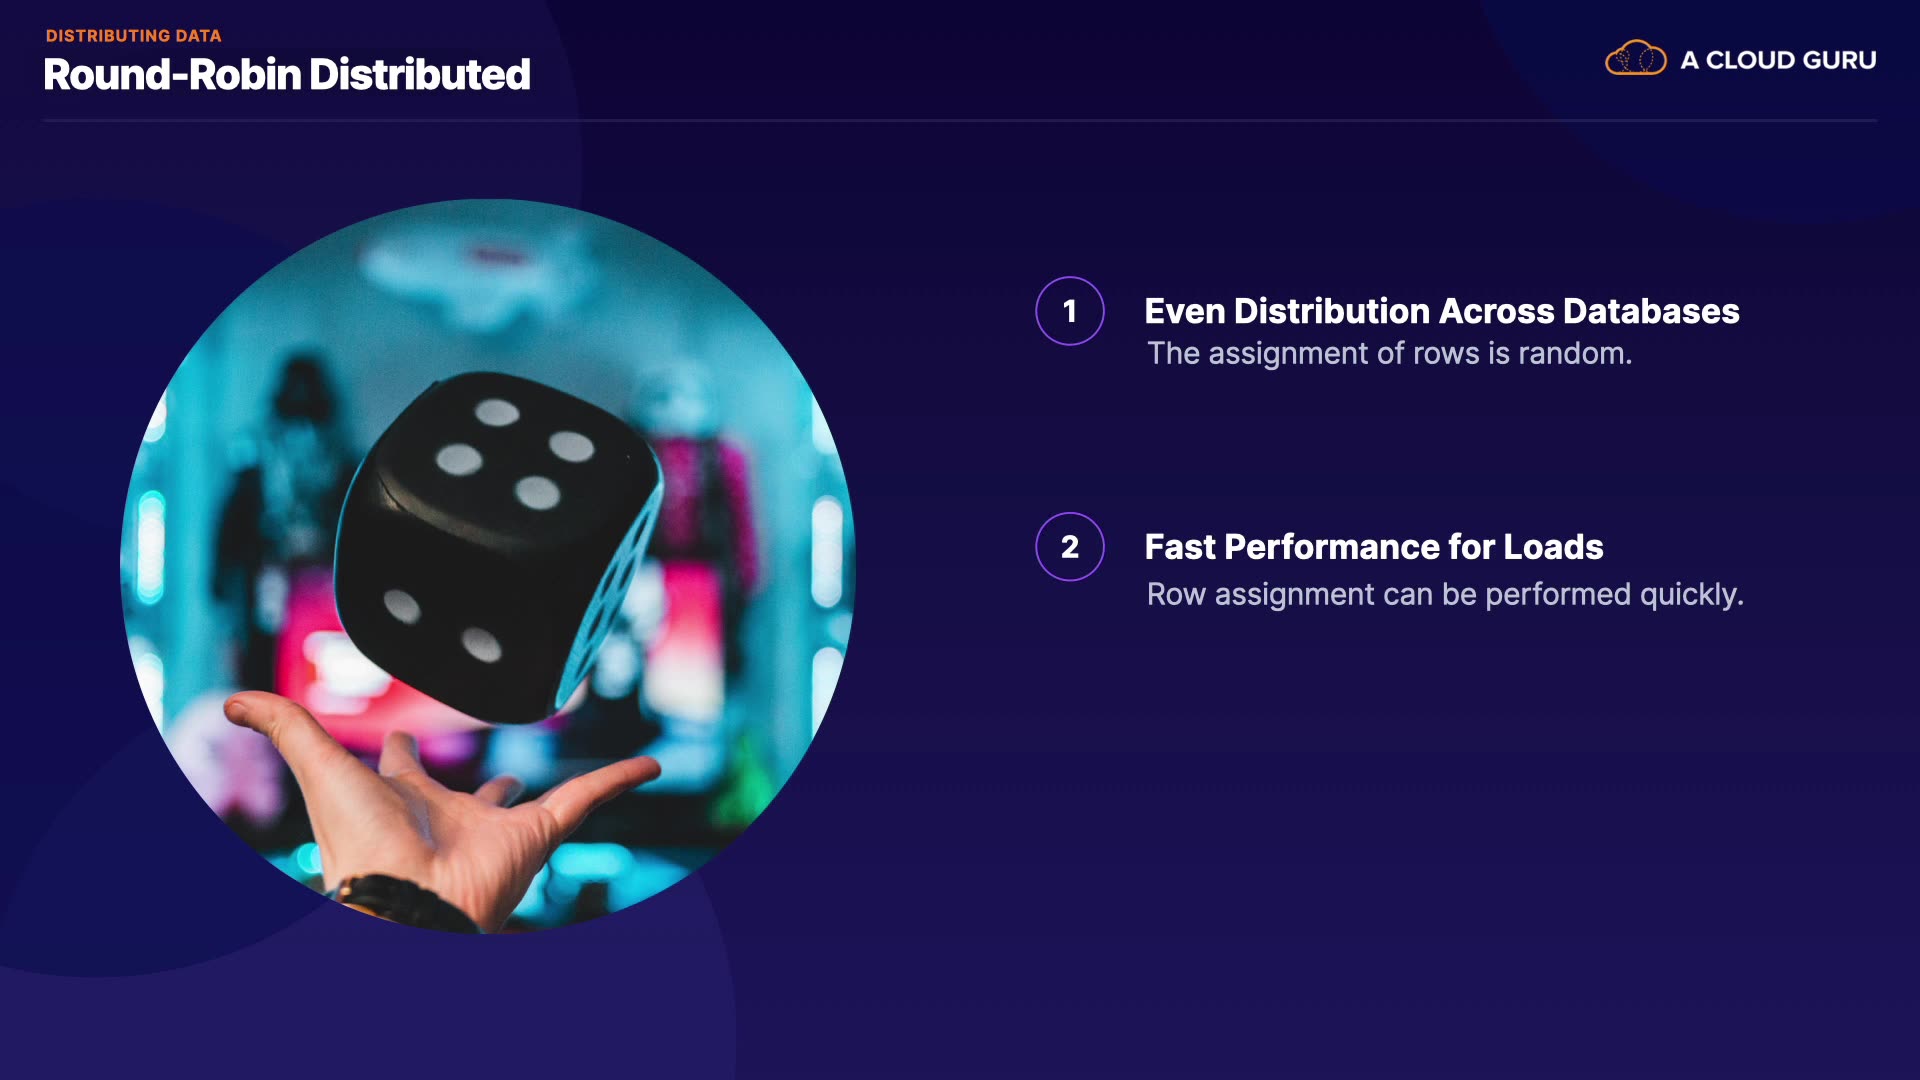 DISTRIBUTING DATA
Round-Robin Distributed
A CLOUD GURU
1
Even Distribution Across Databases
The assignment of rows is random.
2
Fast Performance for Loads
Row assignment can be performed quickly.